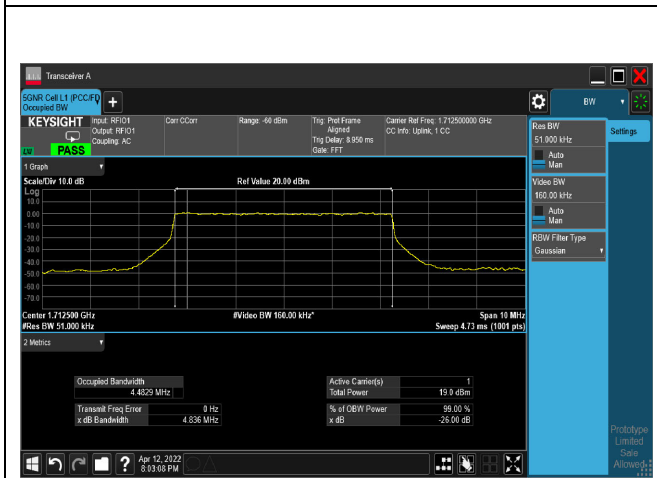 Transceiver A
5GNR Cell L1 (PCC/FD
Occupied BW
BW
KEYSIGHT
PASS
Input: RFIO1
Output: RFIO1
Coupling: AC
Corr CCorr
Range: -60 dBm
Trig: Pret Frame
Aligned
Trig Delay: 8.950 ms
Gate: FFT
Carrier Ref Freq: 1.712500000 GHz
CC Info: Uplink, 1 CC
Res BW
51.000 kHz
Auto
Man
Video BW
160.00 kHz
Auto
Man
RBW Filter Type
Gaussian
Settings
1 Graph
Scale/Div 10.0 dB
Ref Value 20.00 dBm
Log
10.0
0.00
-10.0
-20.0
-30.0
-40.0
-50.0
-60.0
-70.0
Center 1.712500 GHz
#Video BW 160.00 kHz*
Span 10 MHz
#Res BW 51.000 kHz
Sweep 4.73 ms (1001 pts)
2 Metrics
Occupied Bandwidth
4.4829 MHz
Transmit Freq Error 0 Hz
x dB Bandwidth 4.836 MHz
Active Carrier(s) 1
Total Power 19.0 dBm
% of OBW Power 99.00 %
x dB -26.00 dB
Apr 12, 2022
8:03:08 PM
Prototype
Limited
Sale
Allowed